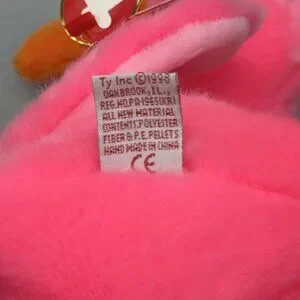 Ty Inc ©1998
OAKBROOK, IL.,
REG.NO.PA-1965(KR)
ALL NEW MATERIAL
CONTENTS:POLYESTER
FIBER & P.E. PELLETS
HAND MADE IN CHINA
CE